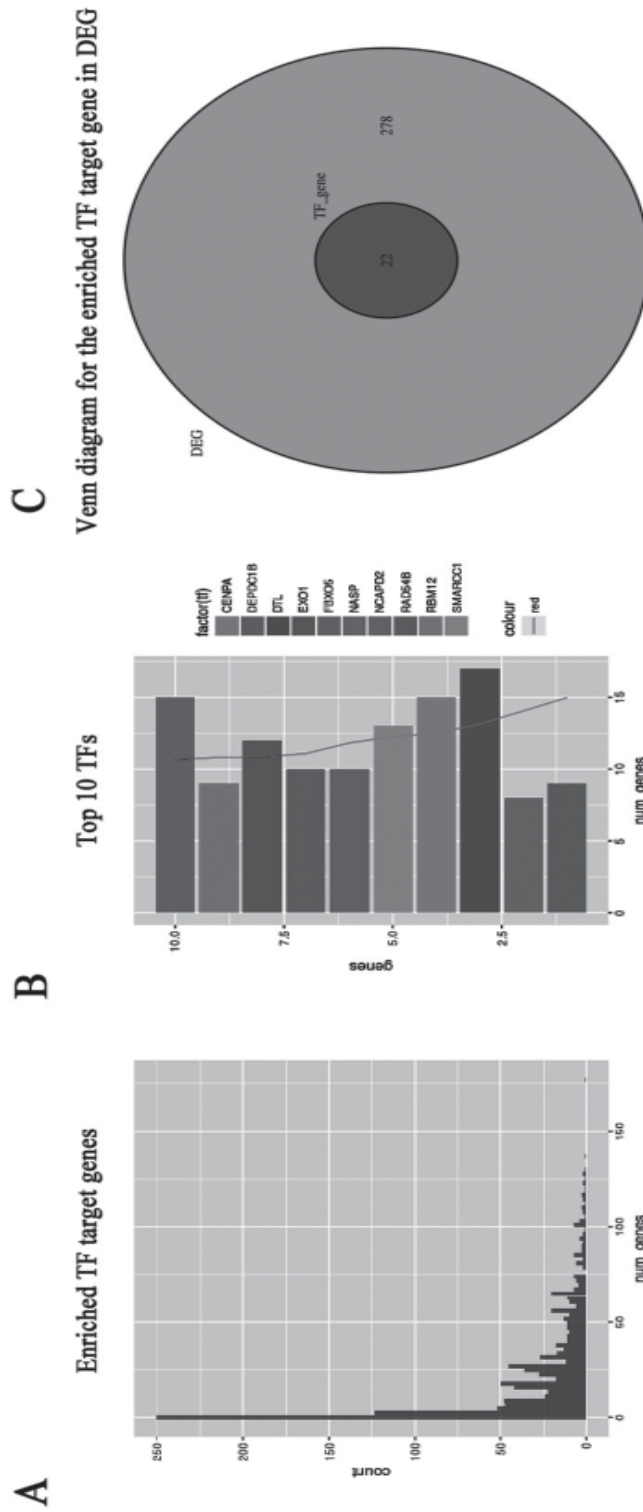 A
Enriched TF target genes
250
200
150
100
50
0
count
0
50
100
150
num_genes
B
Top 10 TFs
10.0
7.5
5.0
2.5
genes
0
5
10
15
num_genes
factor(tf)
CENPA
DEPDC1B
DTL
EXO1
FBXO5
NASP
NCAPD2
RAD54B
RBM12
SMARCC1
colour
red
C
Venn diagram for the enriched TF target gene in DEG
DEG
TF_gene
22
278